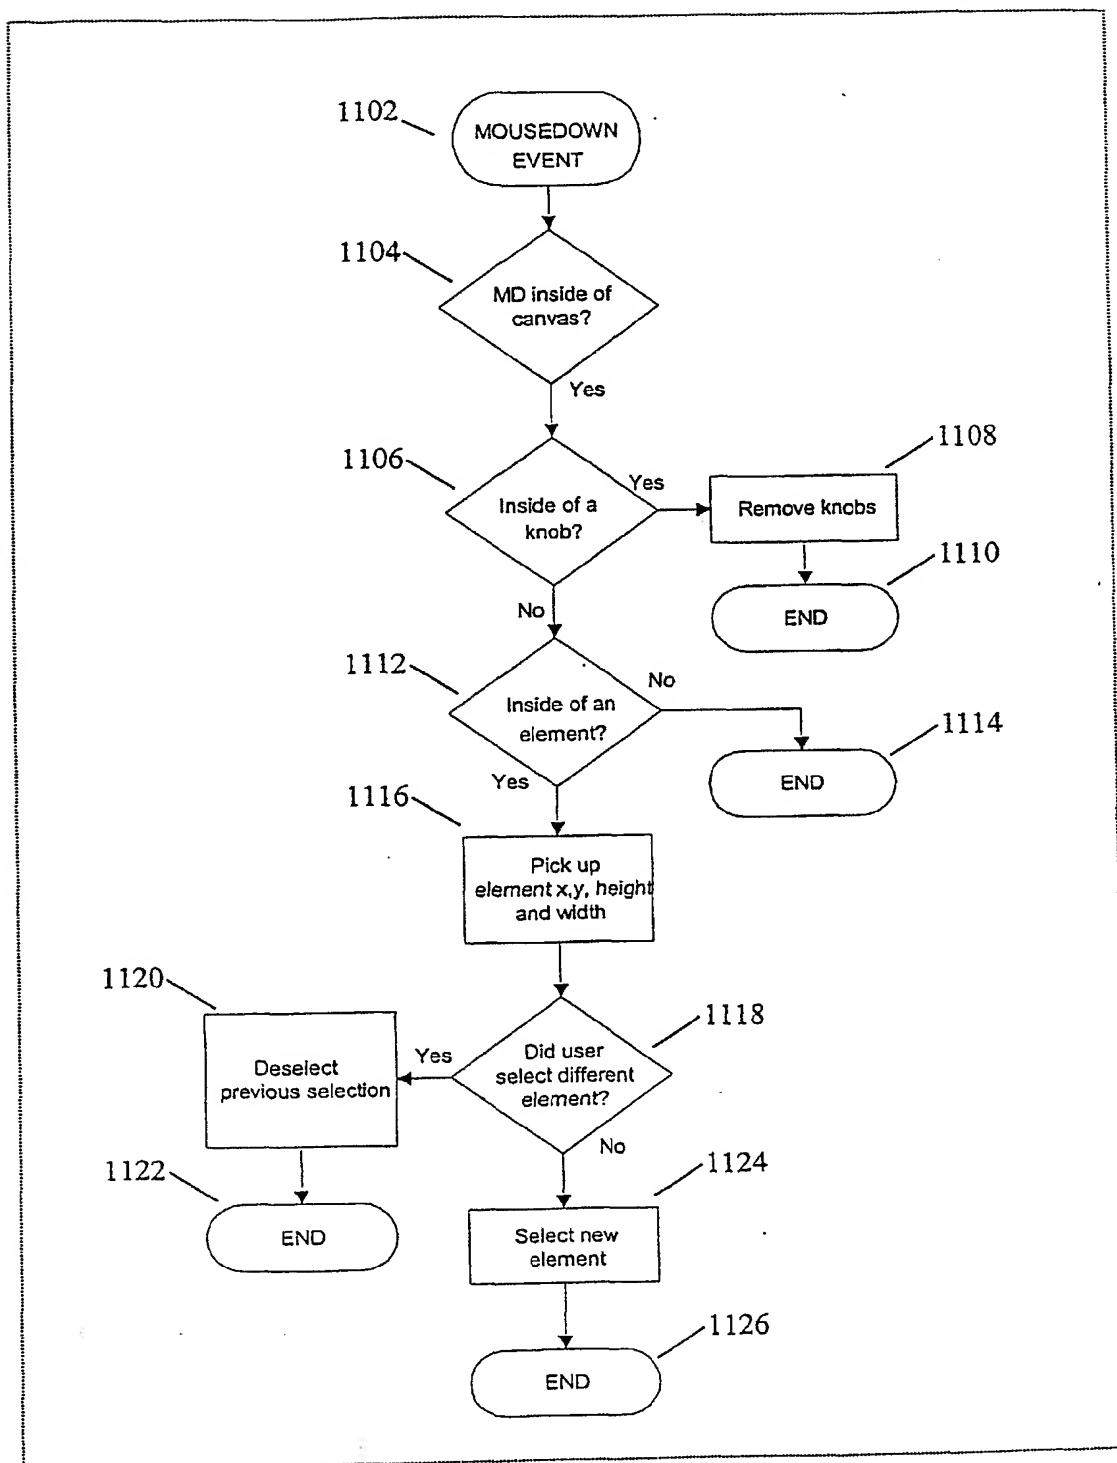 1102
MOUSEDOWN
EVENT
1104
MD inside of
canvas?
Yes
1106
Inside of a
knob?
Yes
1108
Remove knobs
1110
END
No
1112
Inside of an
element?
No
1114
END
Yes
1116
Pick up
element x,y, height
and width
1118
Did user
select different
element?
Yes
1120
Deselect
previous selection
1122
END
No
1124
Select new
element
1126
END